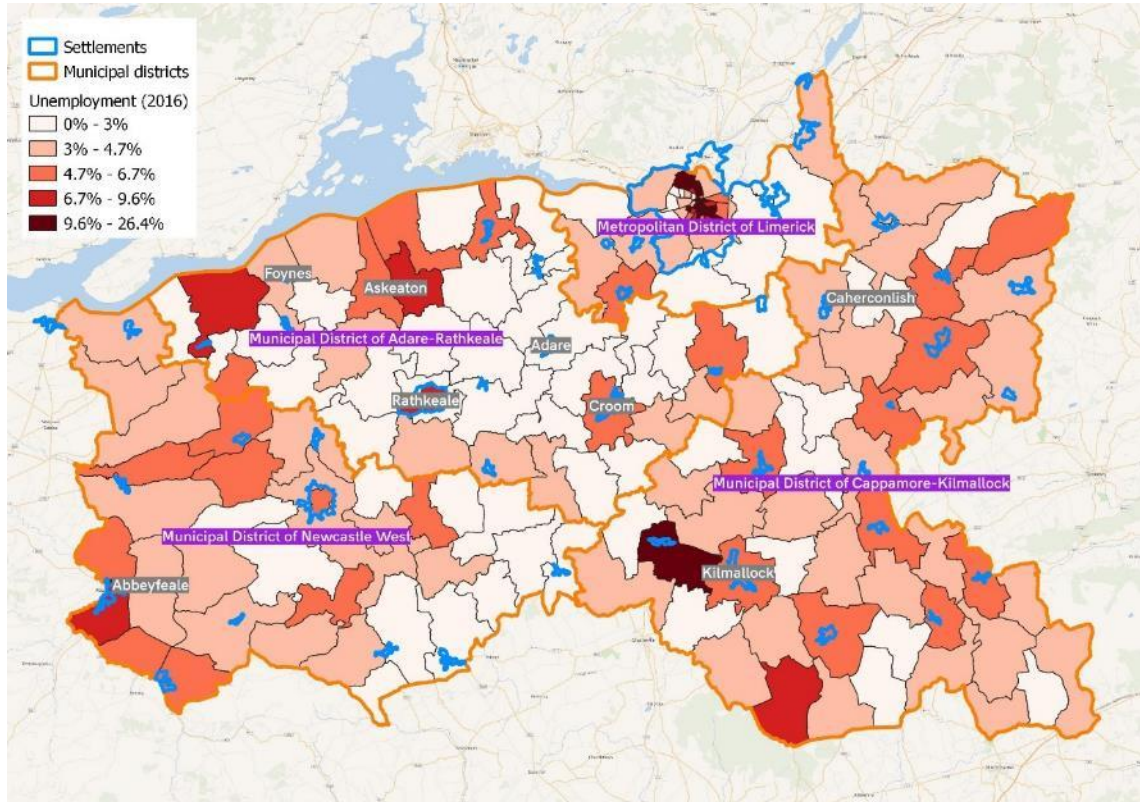 Settlements
Municipal districts
Unemployment (2016)
0% - 3%
3% - 4.7%
4.7% - 6.7%
6.7% - 9.6%
9.6% - 26.4%
Metropolitan District of Limerick
Foynes
Askeaton
Caherconlish
Municipal District of Adare-Rathkeale
Adare
Rathkeale
Croom
Municipal District of Cappamore-Kilmallock
Municipal District of Newcastle West
Kilmallock
Abbeyfeale